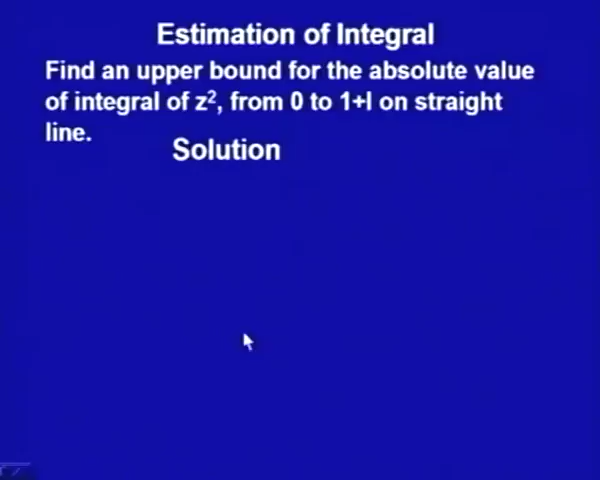 Estimation of Integral
Find an upper bound for the absolute value
of integral of z², from 0 to 1+I on straight
line.
Solution